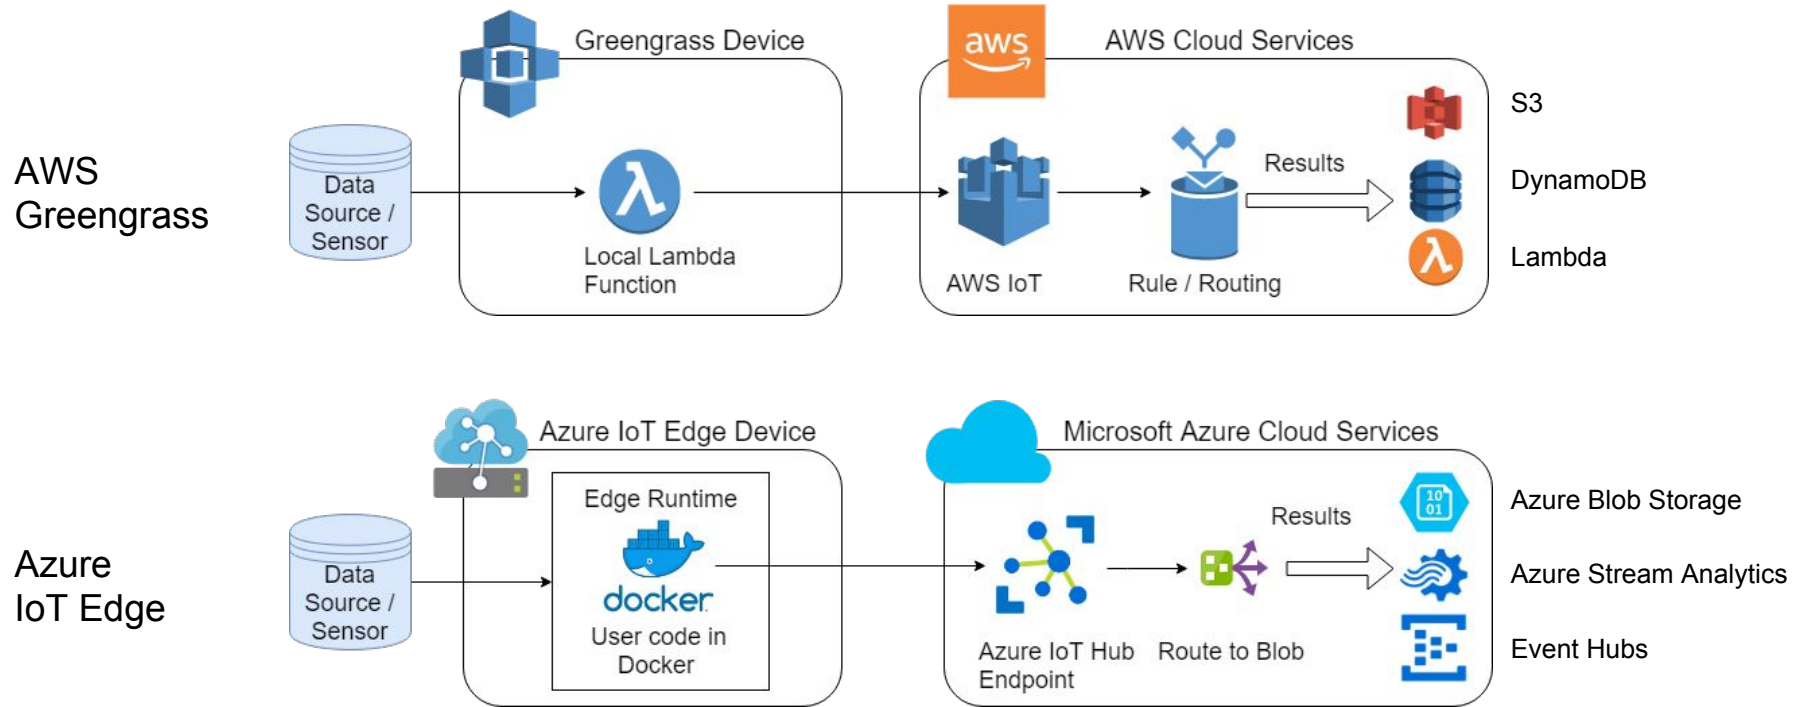 AWS
Greengrass
Greengrass Device
aws
AWS Cloud Services
Data
Source /
Sensor
Local Lambda
Function
AWS IoT
Rule / Routing
Results
S3
DynamoDB
Lambda
Azure
IoT Edge
Azure IoT Edge Device
Microsoft Azure Cloud Services
Data
Source /
Sensor
Edge Runtime
docker
User code in
Docker
Azure IoT Hub
Endpoint
Route to Blob
Results
10
01
Azure Blob Storage
Azure Stream Analytics
Event Hubs